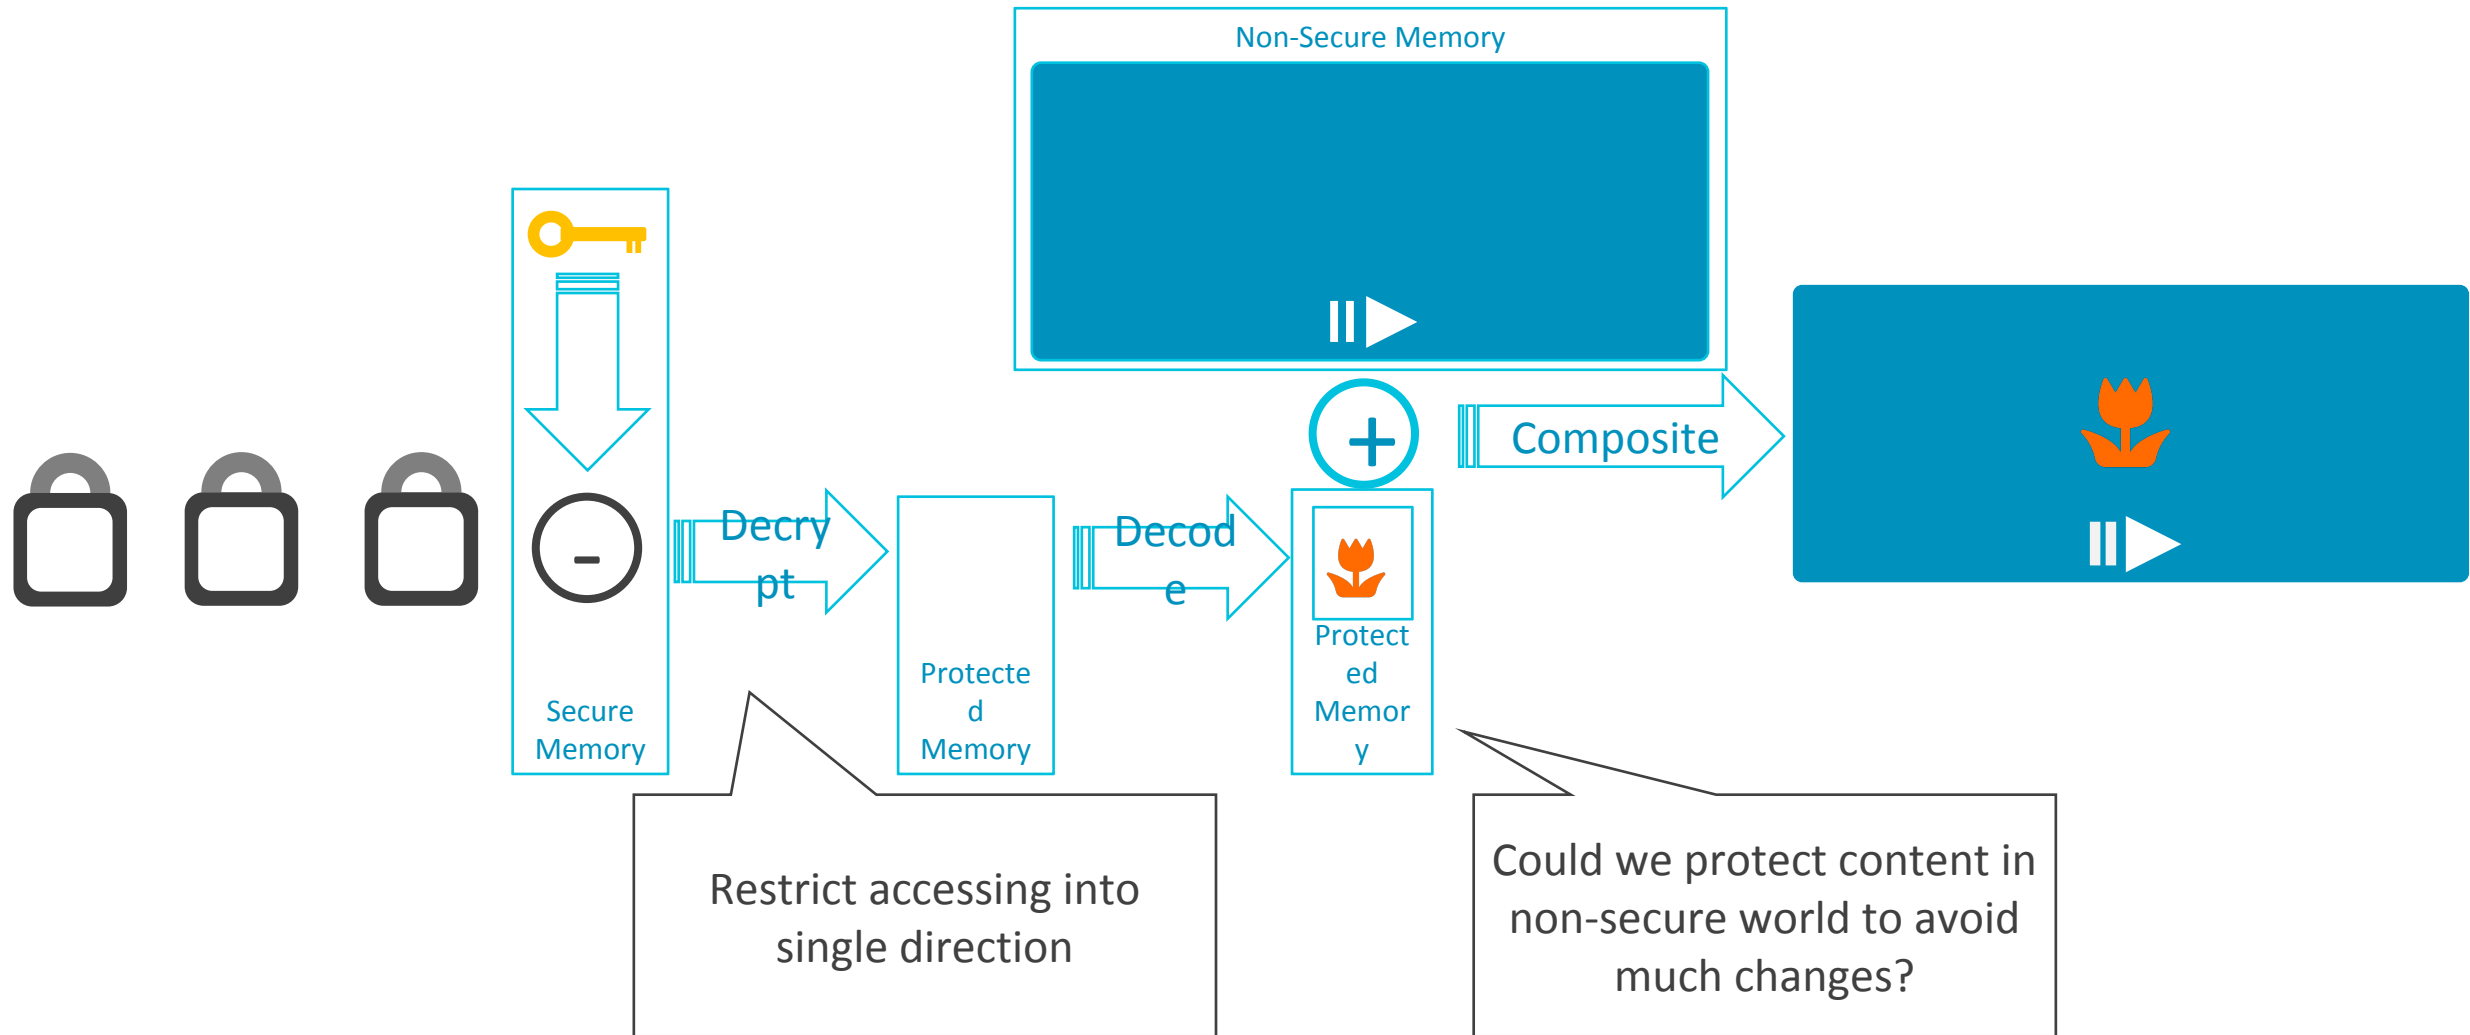 Non-Secure Memory
+
Composite
-
Decry
pt
Decod
e
Secure
Memory
Protecte
d
Memory
Protect
ed
Memor
y
Restrict accessing into
single direction
Could we protect content in
non-secure world to avoid
much changes?